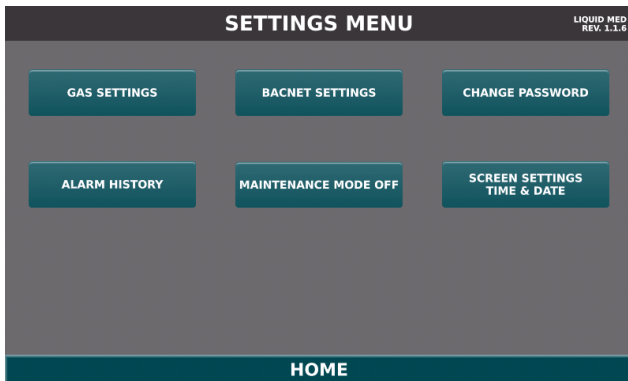 SETTINGS MENU
LIQUID MED
REV. 1.1.6
GAS SETTINGS
BACNET SETTINGS
CHANGE PASSWORD
ALARM HISTORY
MAINTENANCE MODE OFF
SCREEN SETTINGS
TIME & DATE
HOME